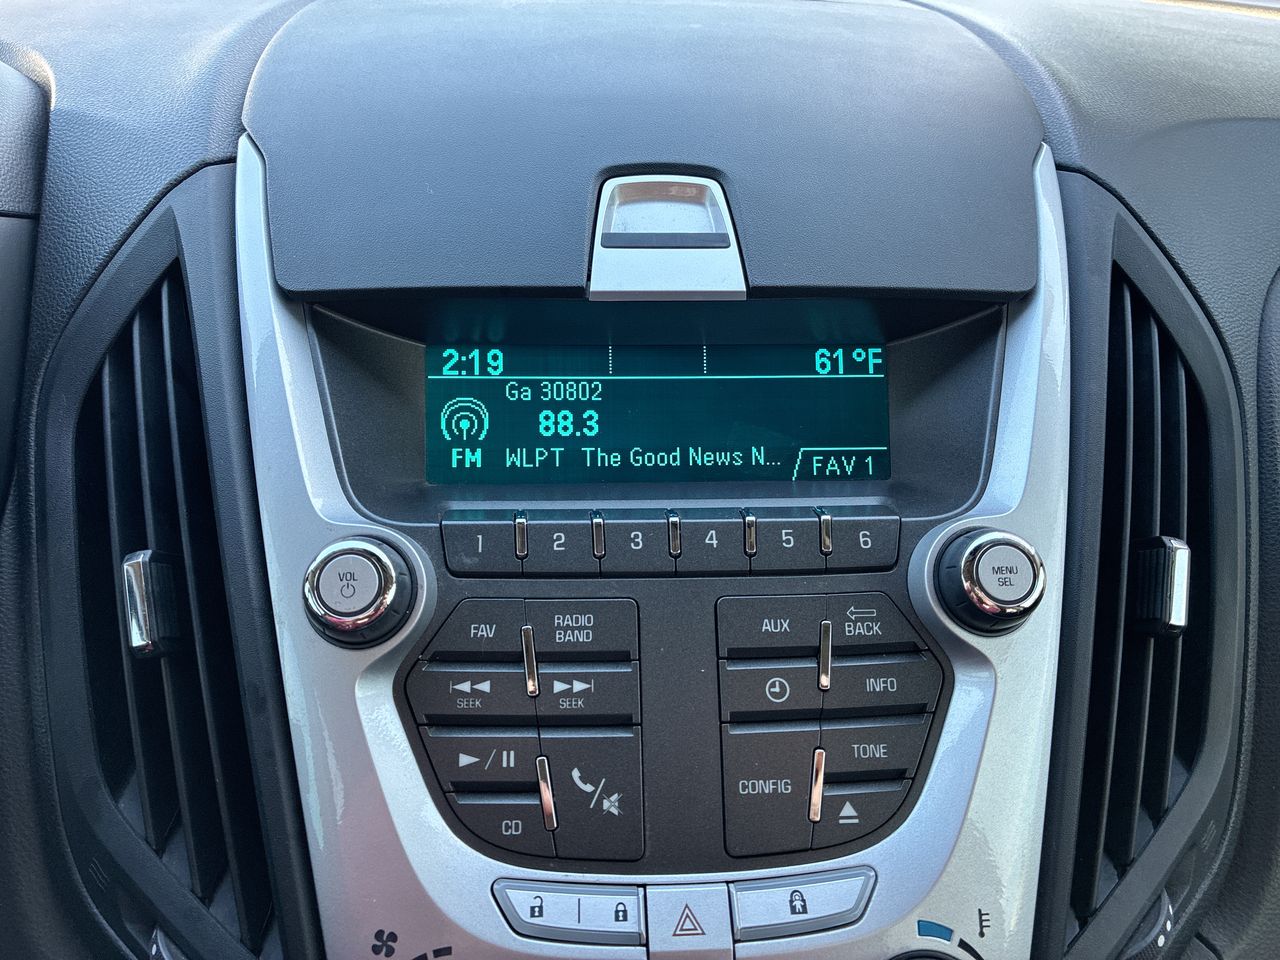 2:19 61°F
Ga 30802
88.3
FM WLPT The Good News N... FAV 1
1 2 3 4 5 6
VOL
MENU
SEL
FAV
RADIO
BAND
AUX
BACK
SEEK
SEEK
INFO
TONE
CONFIG
CD